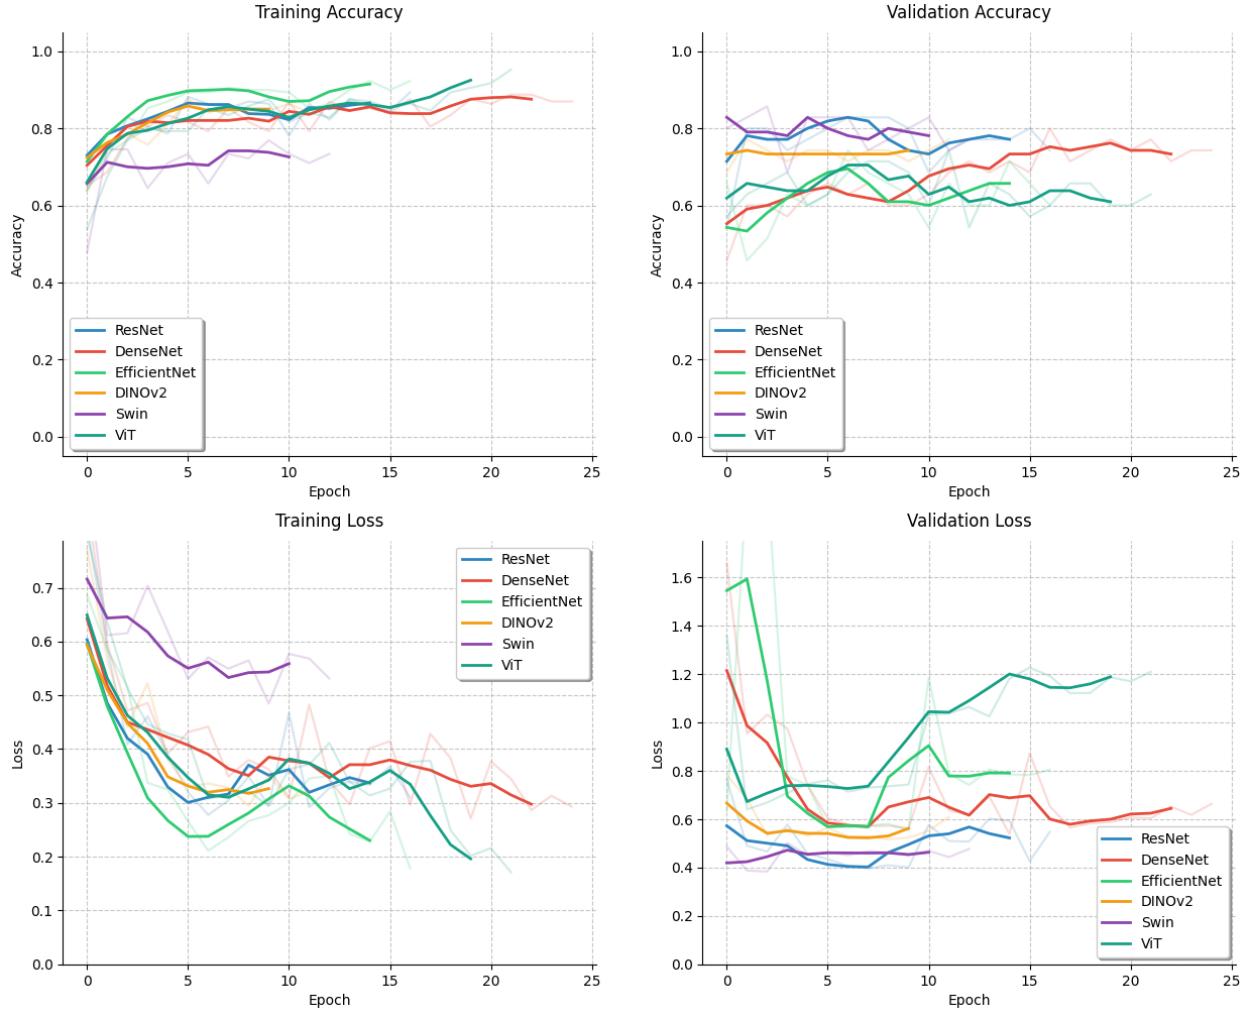 Training Accuracy
1.0
0.8
0.6
0.4
0.2
0.0
Accuracy
ResNet
DenseNet
EfficientNet
DINOv2
Swin
ViT
0 5 10 15 20 25
Epoch
Validation Accuracy
1.0
0.8
0.6
0.4
0.2
0.0
Accuracy
ResNet
DenseNet
EfficientNet
DINOv2
Swin
ViT
0 5 10 15 20 25
Epoch
Training Loss
0.7
0.6
0.5
0.4
0.3
0.2
0.1
0.0
Loss
ResNet
DenseNet
EfficientNet
DINOv2
Swin
ViT
0 5 10 15 20 25
Epoch
Validation Loss
1.6
1.4
1.2
1.0
0.8
0.6
0.4
0.2
0.0
Loss
ResNet
DenseNet
EfficientNet
DINOv2
Swin
ViT
0 5 10 15 20 25
Epoch